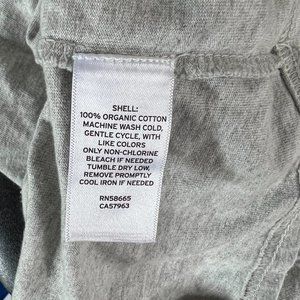 SHELL:
100% ORGANIC COTTON
MACHINE WASH COLD,
GENTLE CYCLE, WITH
LIKE COLORS
ONLY NON-CHLORINE
BLEACH IF NEEDED
TUMBLE DRY LOW,
REMOVE PROMPTLY
COOL IRON IF NEEDED
RN58665
CA57963